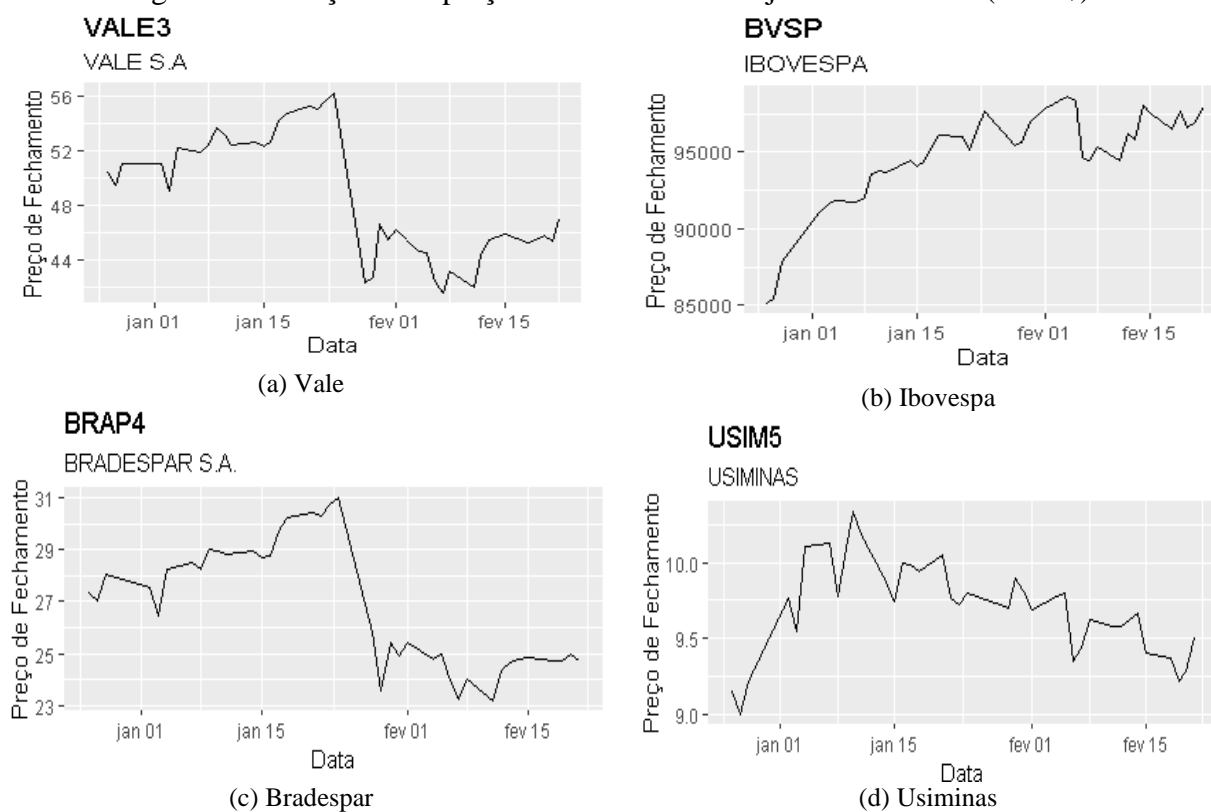 VALE3
VALE S.A
Preço de Fechamento
56
52
48
44
jan 01 jan 15 fev 01 fev 15
Data
(a) Vale
BVSP
IBOVESPA
Preço de Fechamento
95000
90000
85000
jan 01 jan 15 fev 01 fev 15
Data
(b) Ibovespa
BRAP4
BRADESPAR S.A.
Preço de Fechamento
31
29
27
25
23
jan 01 jan 15 fev 01 fev 15
Data
(c) Bradespar
USIM5
USIMINAS
Preço de Fechamento
10.0
9.5
9.0
jan 01 jan 15 fev 01 fev 15
Data
(d) Usiminas